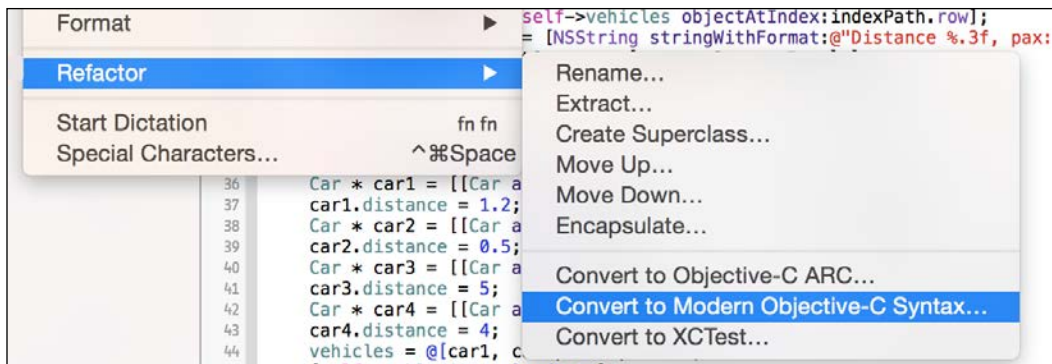 self->vehicles objectAtIndex:indexPath.row];
Format ▶
= [NSString stringWithFormat:@"Distance %.3f, pax:
Refactor ▶
Rename...
Extract...
Create Superclass...
Move Up...
Move Down...
Encapsulate...
Convert to Objective-C ARC...
Convert to Modern Objective-C Syntax...
Convert to XCTest...
Start Dictation fn fn
Special Characters... ^⌘Space
36 Car * car1 = [[Car a
37 car1.distance = 1.2;
38 Car * car2 = [[Car a
39 car2.distance = 0.5;
40 Car * car3 = [[Car a
41 car3.distance = 5;
42 Car * car4 = [[Car a
43 car4.distance = 4;
44 vehicles = @[car1, c